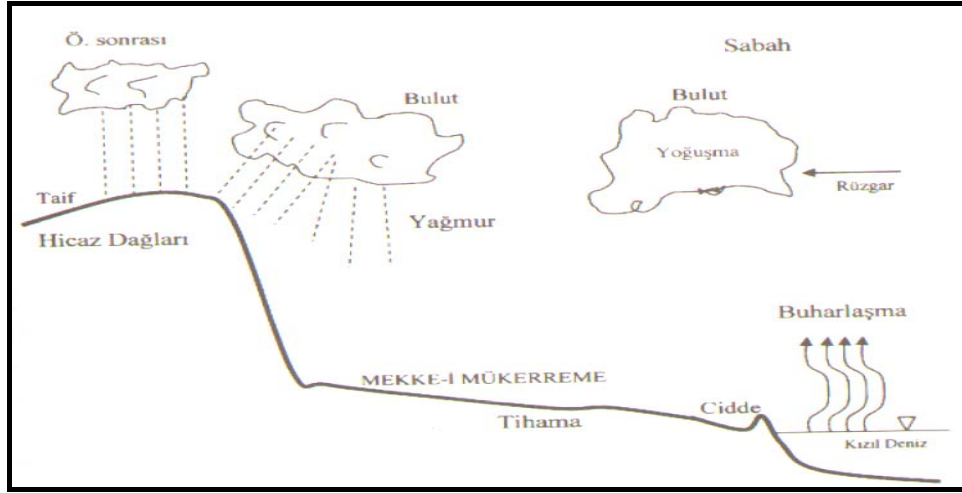 Ö. sonrası
Sabah
Bulut
Bulut
Yoğuşma
Rüzgar
Taif
Yağmur
Hicaz Dağları
Buharlaşma
MEKKE-İ MÜKERREME
Cidde
Tihama
Kızıl Deniz